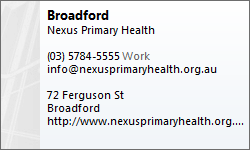 Broadford
Nexus Primary Health
(03) 5784-5555 Work
info@nexusprimaryhealth.org.au
72 Ferguson St
Broadford
http://www.nexusprimaryhealth.org....